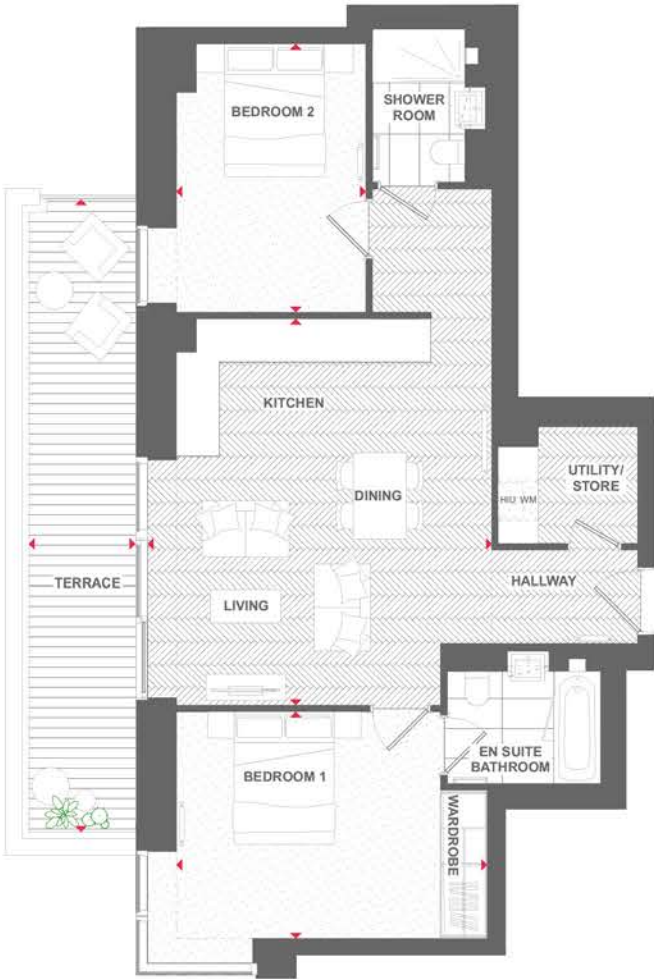 BEDROOM 2
SHOWER
ROOM
KITCHEN
DINING
UTILITY/
STORE
HIU WM
TERRACE
LIVING
HALLWAY
EN SUITE
BATHROOM
BEDROOM 1
WARDROBE